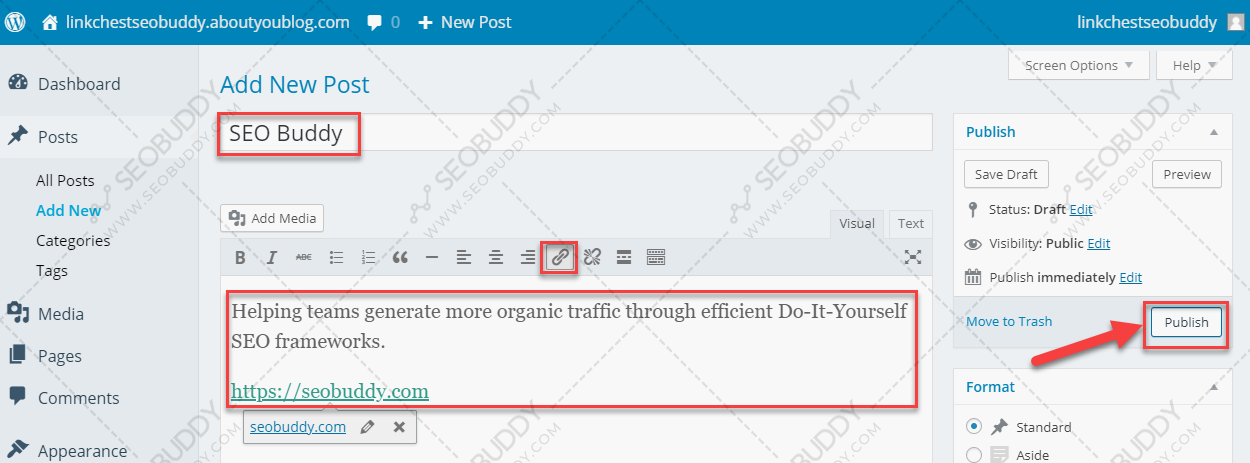 linkchestseobuddy.aboutyoublog.com 0 + New Post linkchestseobuddy
Screen Options Help
Dashboard
Posts
All Posts
Add New
Categories
Tags
Media
Pages
Comments
Appearance
Add New Post
SEO Buddy
Add Media
Visual Text
B I ABC
Helping teams generate more organic traffic through efficient Do-It-Yourself
SEO frameworks.
https://seobuddy.com
seobuddy.com
Publish
Save Draft Preview
Status: Draft Edit
Visibility: Public Edit
Publish immediately Edit
Move to Trash Publish
Format
Standard
Aside
SEOBUDDY
WWW.SEOBUDDY.COM